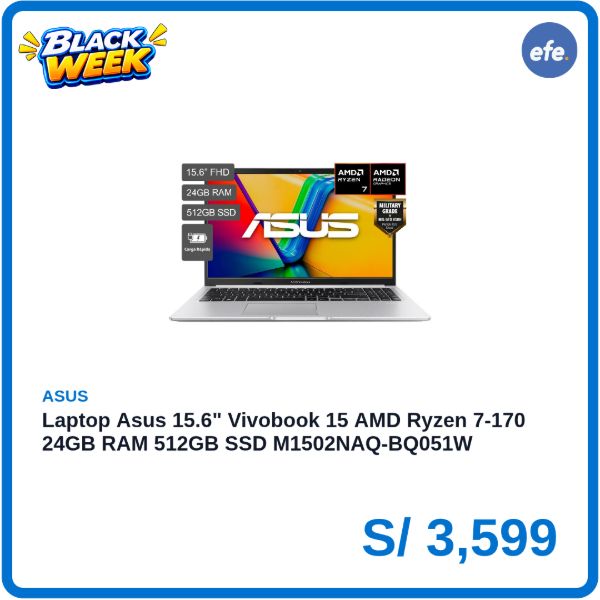 BLACK
WEEK
efe.
15.6" FHD
24GB RAM
512GB SSD
Carga Rápida
AMD
RYZEN
7
AMD
RADEON
GRAPHICS
MILITARY
GRADE
ASUS
ASUS
Laptop Asus 15.6" Vivobook 15 AMD Ryzen 7-170
24GB RAM 512GB SSD M1502NAQ-BQ051W
S/ 3,599